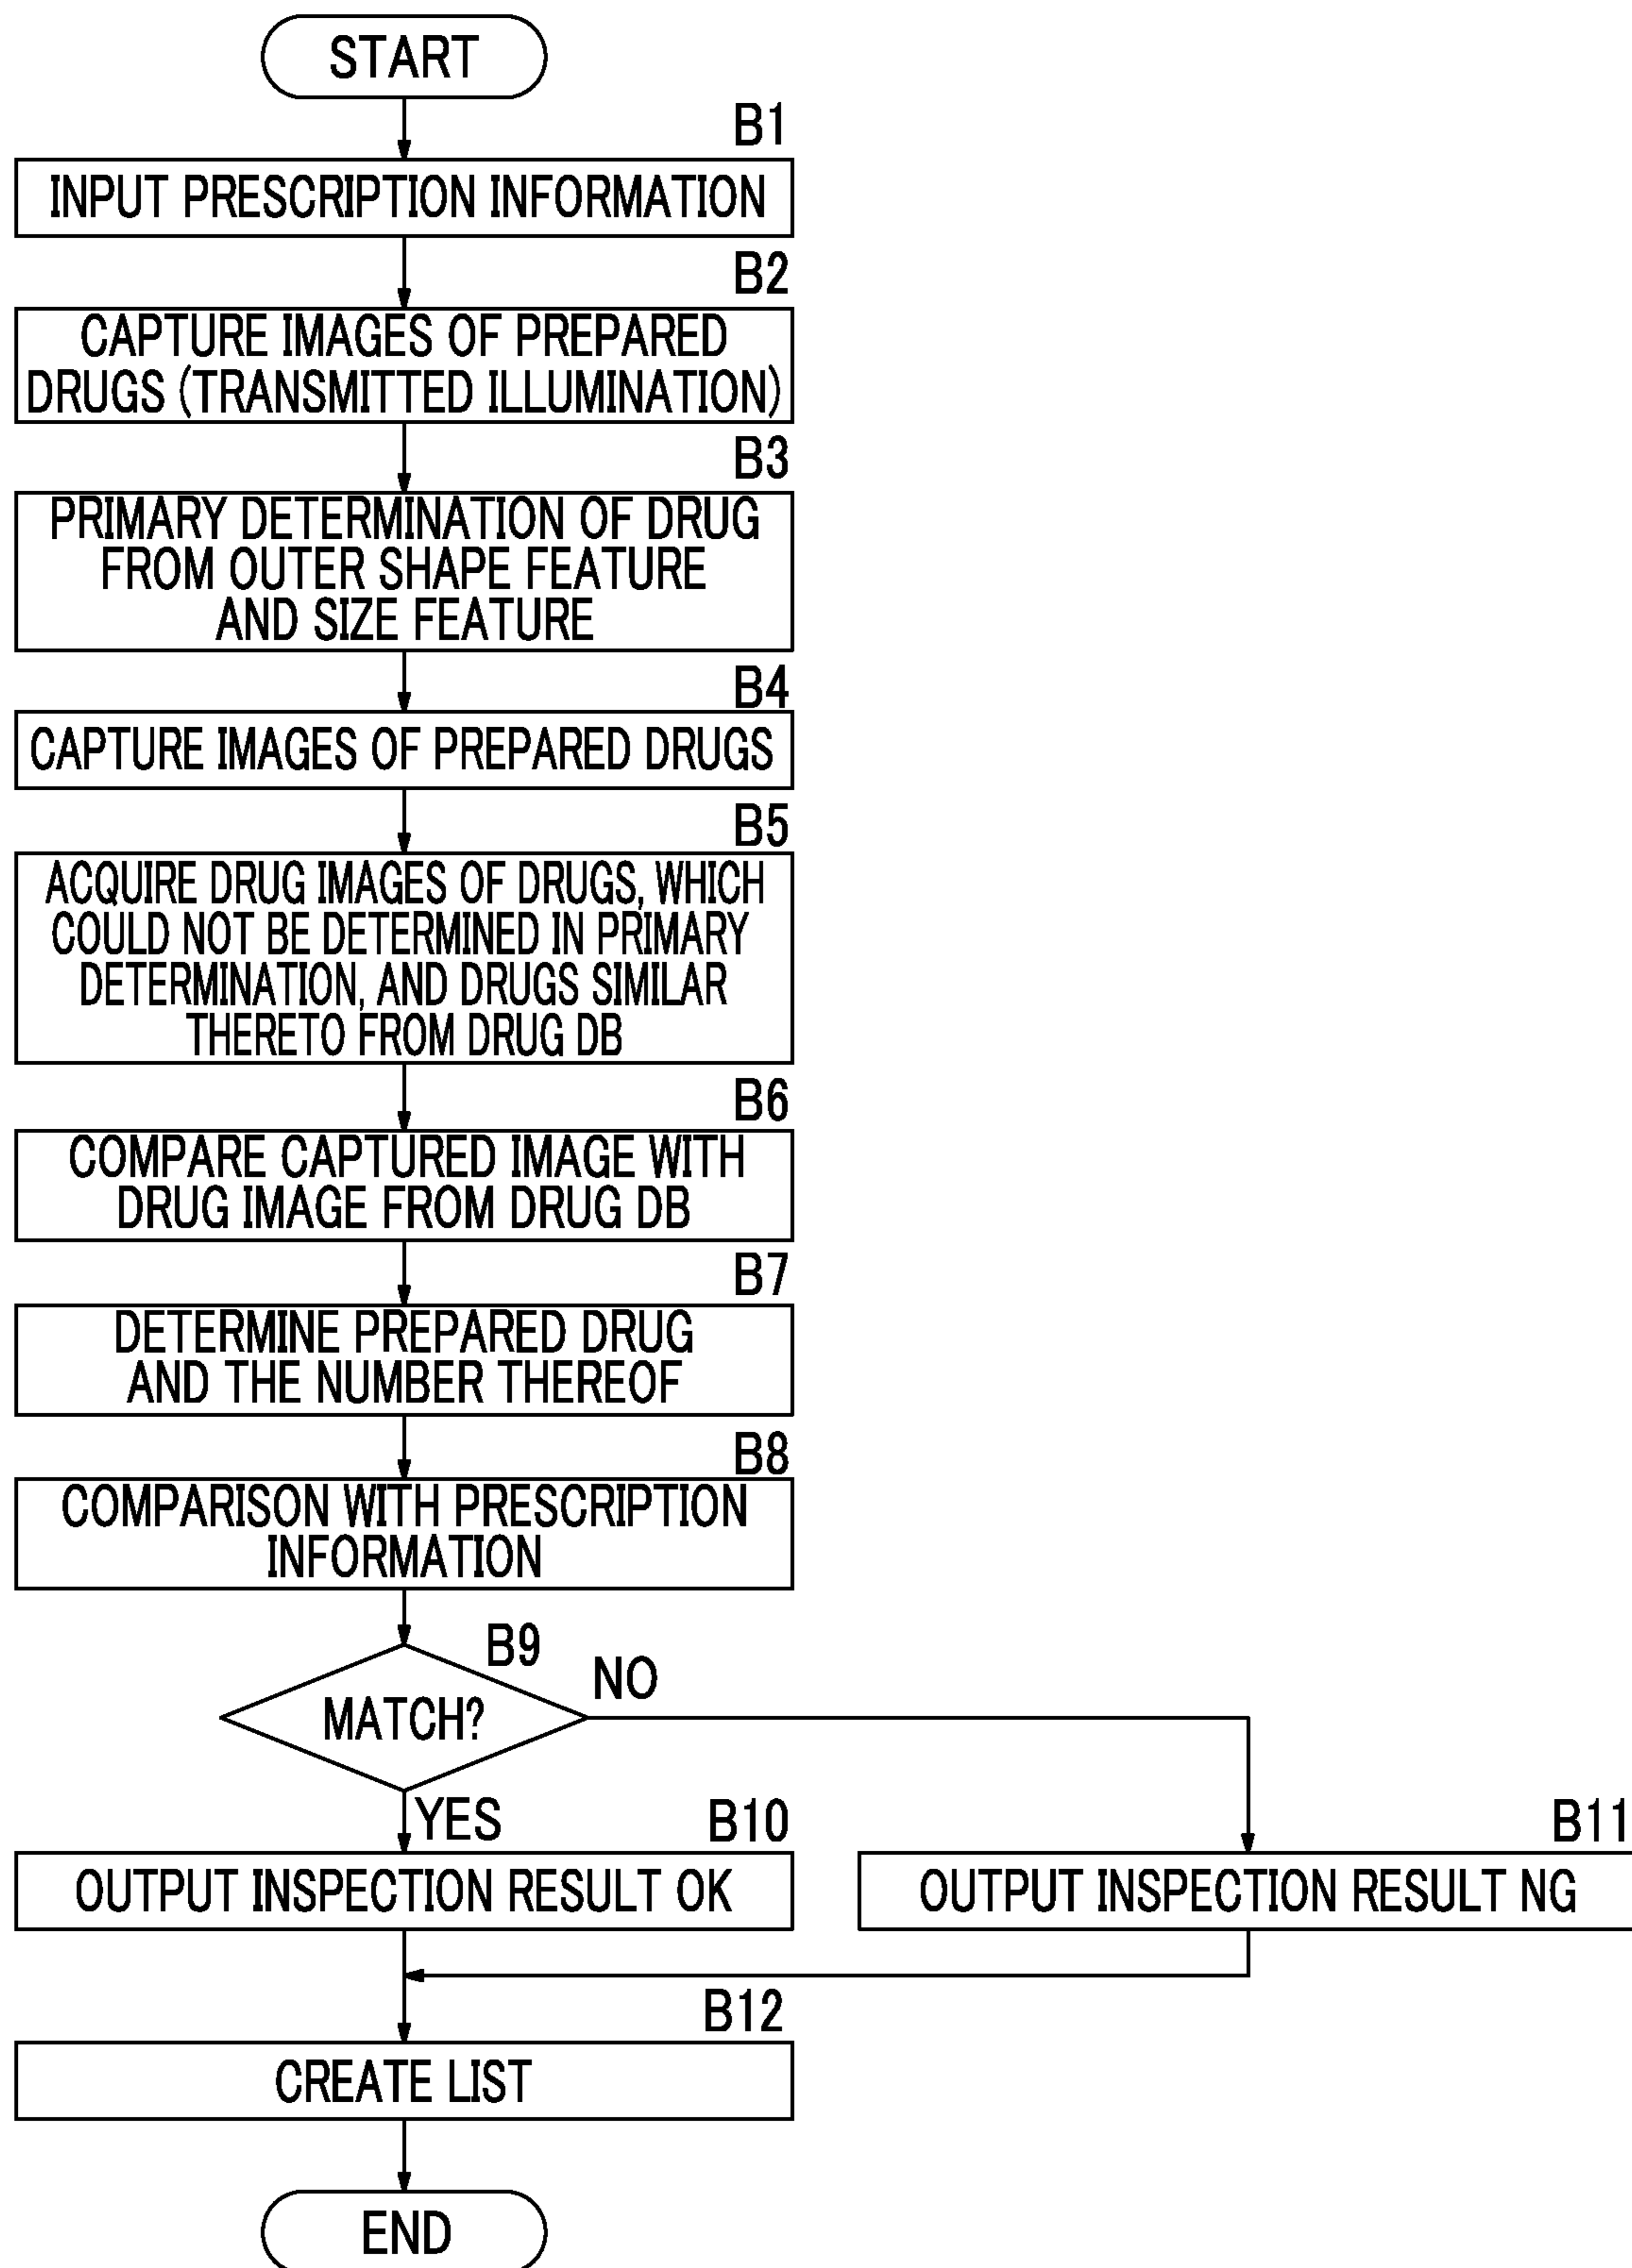 START
B1
INPUT PRESCRIPTION INFORMATION
B2
CAPTURE IMAGES OF PREPARED
DRUGS (TRANSMITTED ILLUMINATION)
B3
PRIMARY DETERMINATION OF DRUG
FROM OUTER SHAPE FEATURE
AND SIZE FEATURE
B4
CAPTURE IMAGES OF PREPARED DRUGS
B5
ACQUIRE DRUG IMAGES OF DRUGS, WHICH
COULD NOT BE DETERMINED IN PRIMARY
DETERMINATION, AND DRUGS SIMILAR
THERETO FROM DRUG DB
B6
COMPARE CAPTURED IMAGE WITH
DRUG IMAGE FROM DRUG DB
B7
DETERMINE PREPARED DRUG
AND THE NUMBER THEREOF
B8
COMPARISON WITH PRESCRIPTION
INFORMATION
B9
MATCH?
NO
YES
B10
OUTPUT INSPECTION RESULT OK
B11
OUTPUT INSPECTION RESULT NG
B12
CREATE LIST
END